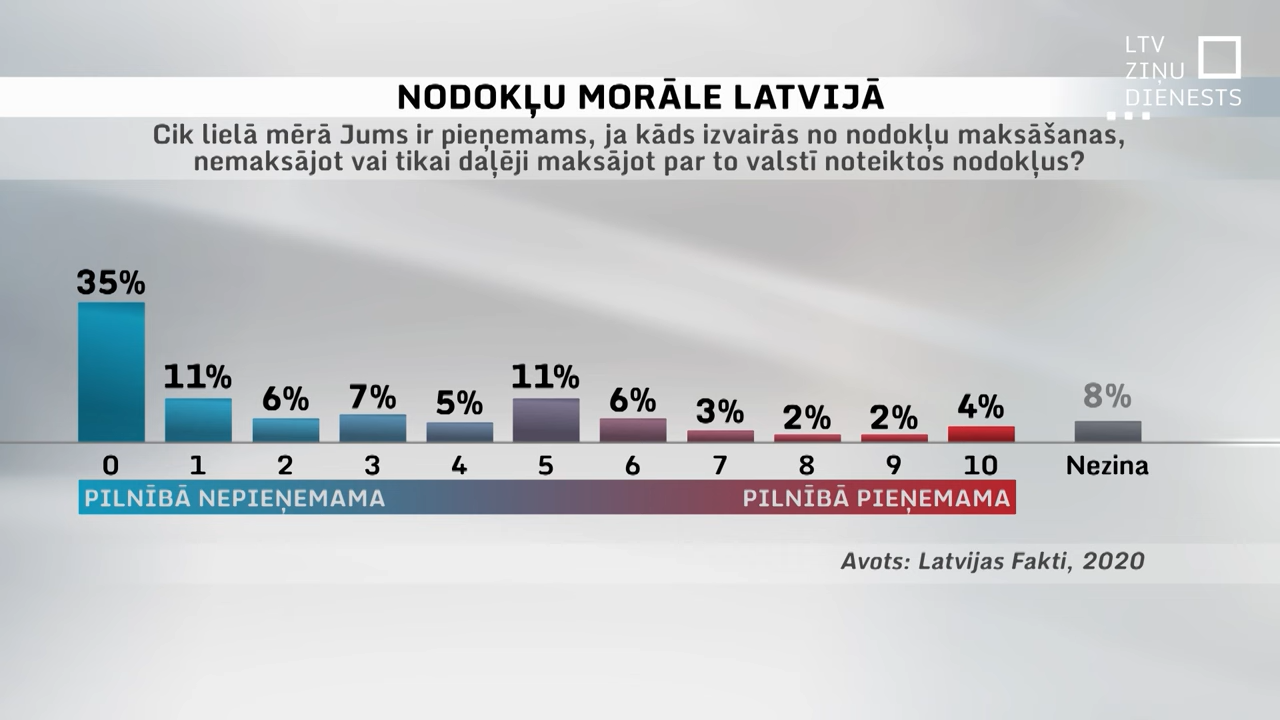 LTV
ZIŅU
DIENESTS
NODOKĻU MORĀLE LATVIJĀ
Cik lielā mērā Jums ir pieņemams, ja kāds izvairās no nodokļu maksāšanas,
nemaksājot vai tikai daļēji maksājot par to valstī noteiktos nodokļus?
35% 11% 6% 7% 5% 11% 6% 3% 2% 2% 4% 8%
0 1 2 3 4 5 6 7 8 9 10 Nezina
PILNĪBĀ NEPIEŅEMAMA PILNĪBĀ PIEŅEMAMA
Avots: Latvijas Fakti, 2020